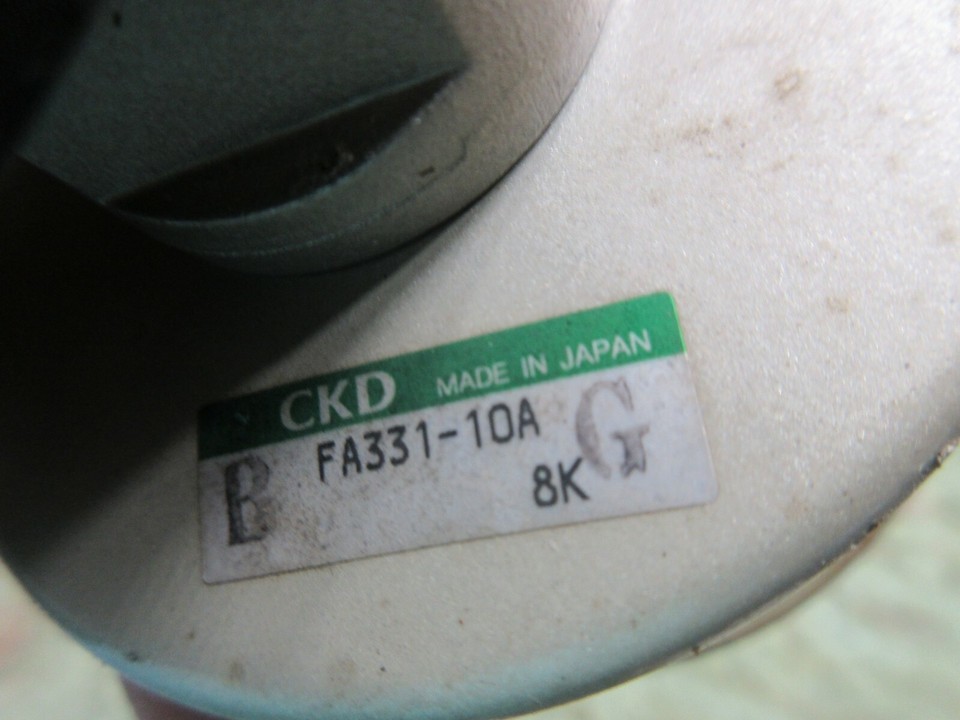 CKD MADE IN JAPAN
FA331-10A
B G
8K